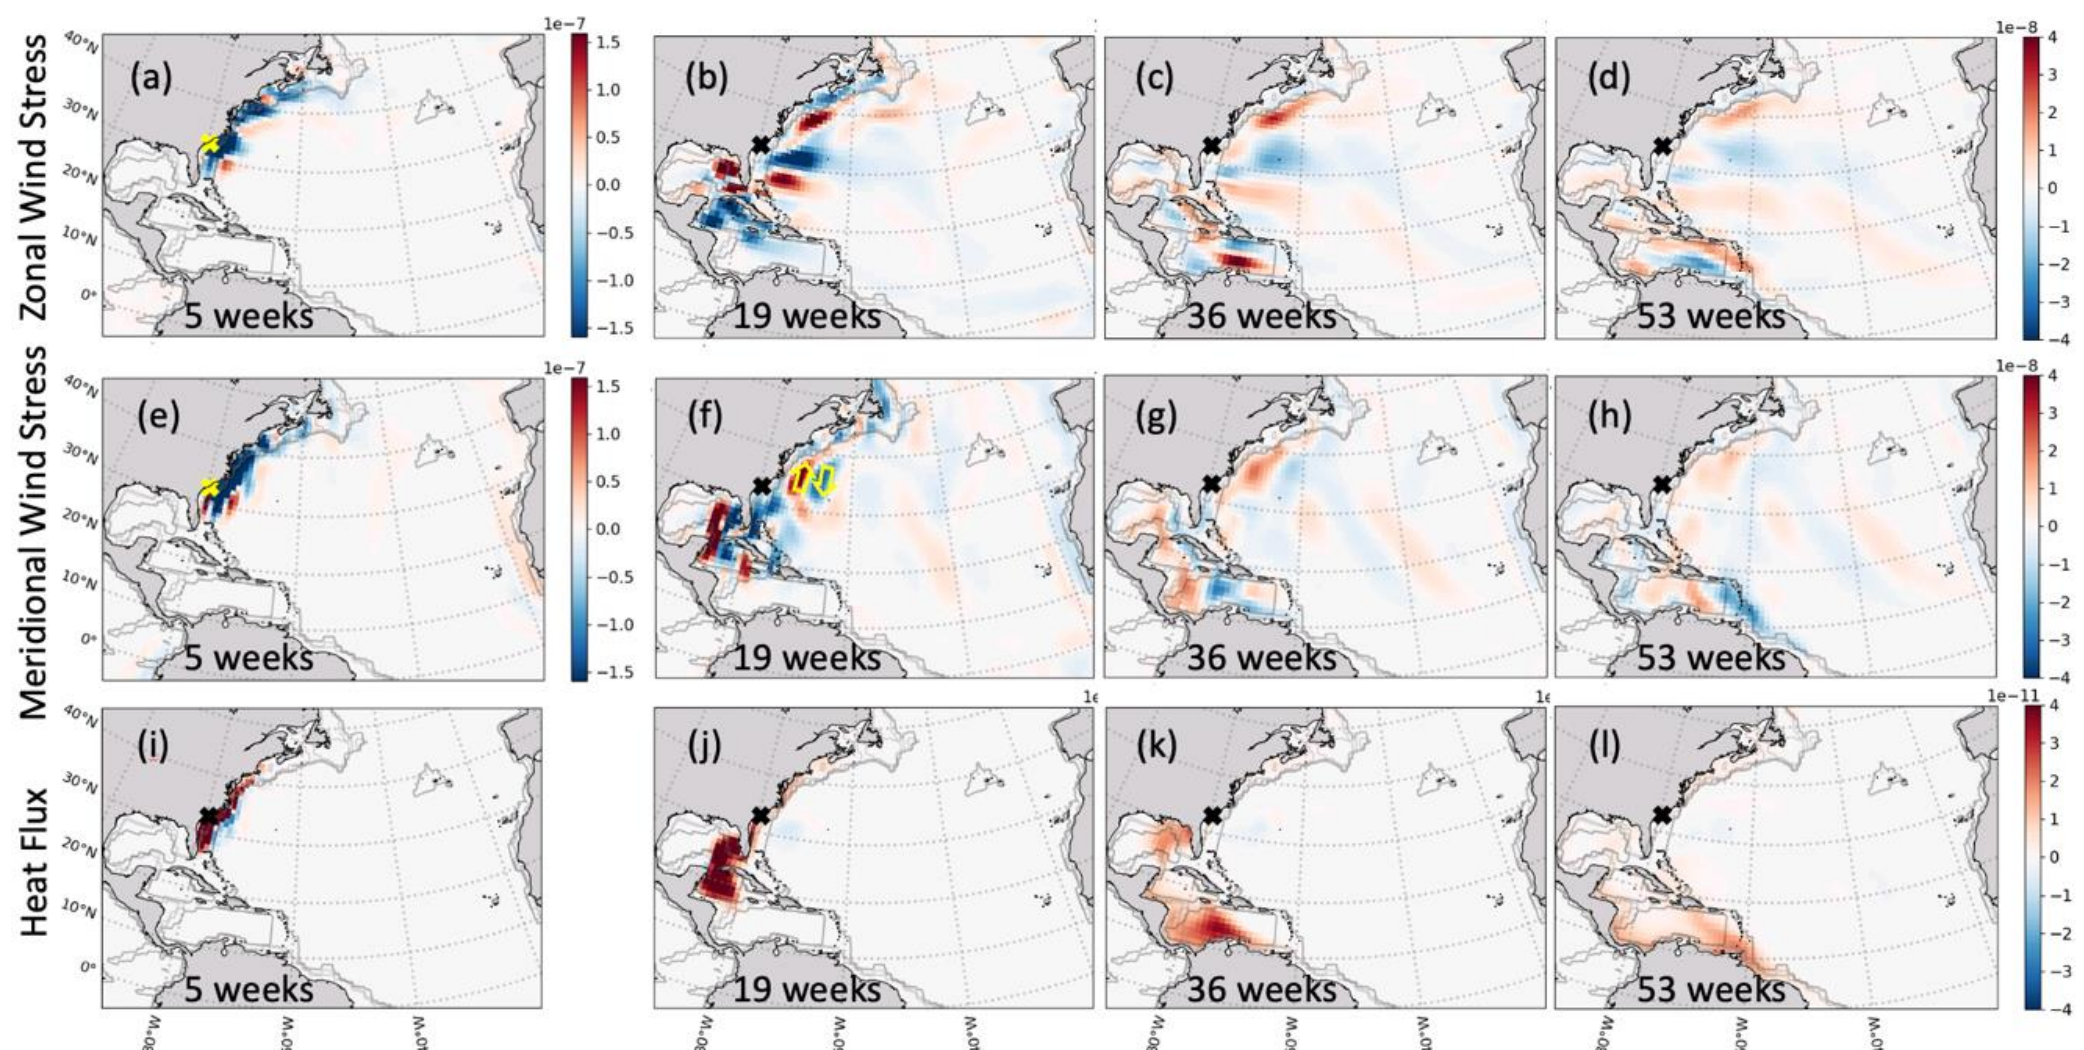 Zonal Wind Stress
40°N
30°N
20°N
10°N
0°
(a)
5 weeks
1e−7
1.5
1.0
0.5
0.0
−0.5
−1.0
−1.5
(b)
19 weeks
(c)
36 weeks
(d)
53 weeks
1e−8
4
3
2
1
0
−1
−2
−3
−4
Meridional Wind Stress
40°N
30°N
20°N
10°N
0°
(e)
5 weeks
1e−7
1.5
1.0
0.5
0.0
−0.5
−1.0
−1.5
(f)
19 weeks
(g)
36 weeks
(h)
53 weeks
1e−8
4
3
2
1
0
−1
−2
−3
−4
Heat Flux
40°N
30°N
20°N
10°N
0°
(i)
5 weeks
(j)
19 weeks
(k)
36 weeks
(l)
53 weeks
1e−11
4
3
2
1
0
−1
−2
−3
−4